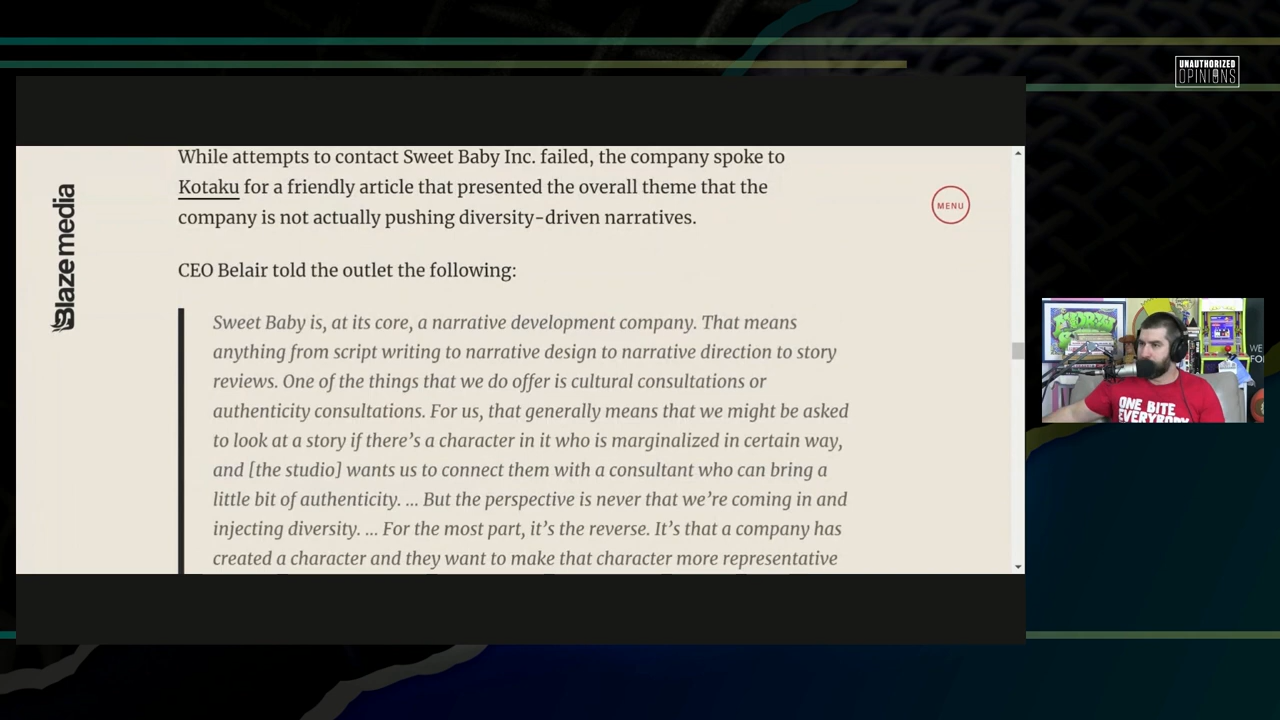 UNAUTHORIZED
OPINIONS
While attempts to contact Sweet Baby Inc. failed, the company spoke to
Kotaku for a friendly article that presented the overall theme that the
company is not actually pushing diversity-driven narratives.
Blaze media
MENU
CEO Belair told the outlet the following:
Sweet Baby is, at its core, a narrative development company. That means
anything from script writing to narrative design to narrative direction to story
reviews. One of the things that we do offer is cultural consultations or
authenticity consultations. For us, that generally means that we might be asked
to look at a story if there’s a character in it who is marginalized in certain way,
and [the studio] wants us to connect them with a consultant who can bring a
little bit of authenticity. ... But the perspective is never that we’re coming in and
injecting diversity. ... For the most part, it’s the reverse. It’s that a company has
created a character and they want to make that character more representative
ONE BITE
EVERYBODY
WE